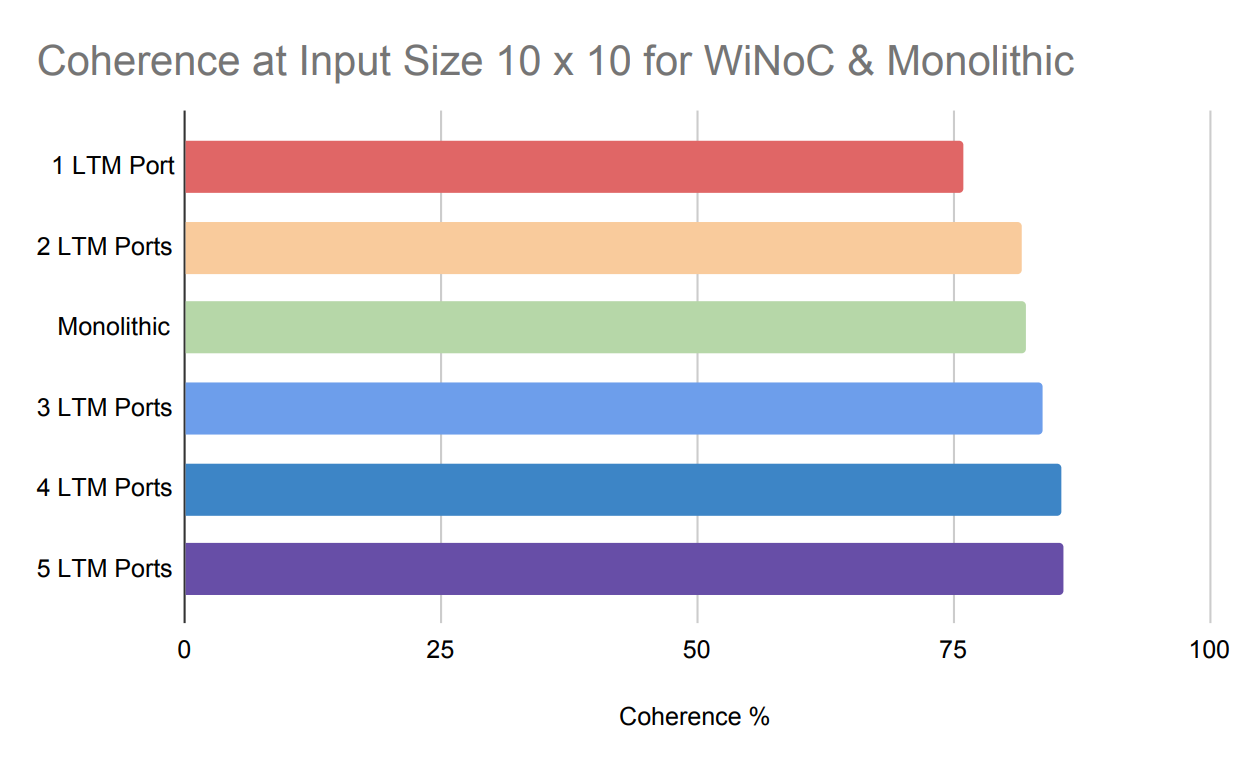 Coherence at Input Size 10 x 10 for WiNoC & Monolithic
1 LTM Port
2 LTM Ports
Monolithic
3 LTM Ports
4 LTM Ports
5 LTM Ports
0 25 50 75 100
Coherence %